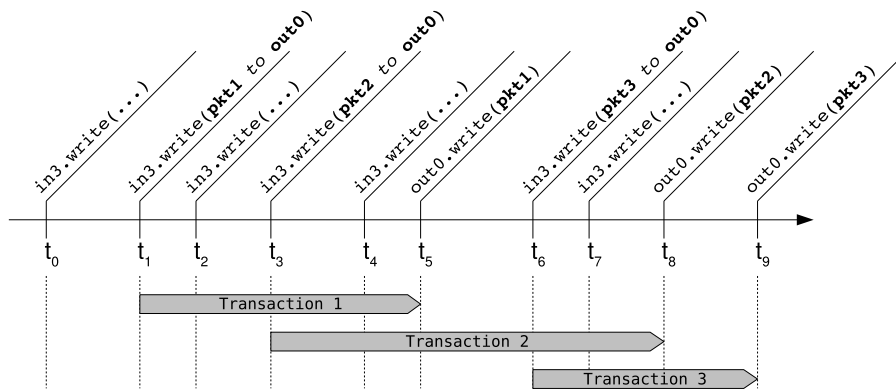 in3.write(...)
in3.write(pkt1 to out0)
in3.write(...)
in3.write(pkt2 to out0)
in3.write(...)
out0.write(pkt1)
in3.write(pkt3 to out0)
in3.write(...)
out0.write(pkt2)
out0.write(pkt3)
t0 t1 t2 t3 t4 t5 t6 t7 t8 t9
Transaction 1
Transaction 2
Transaction 3